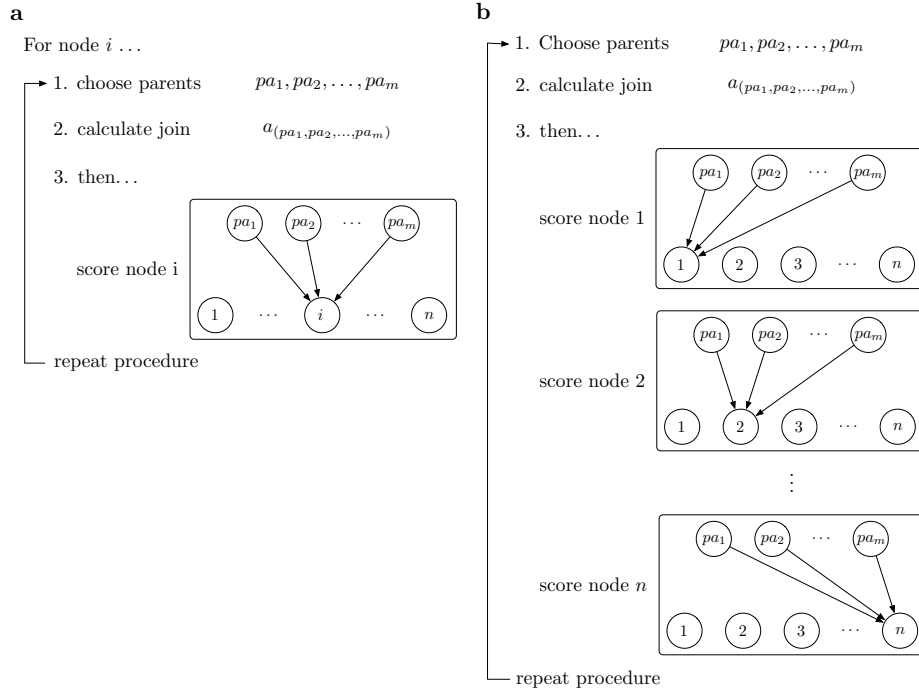 a
For node i ...
1. choose parents pa₁, pa₂, ..., paₘ
2. calculate join a₍pa₁,pa₂,...,paₘ₎
3. then...
pa₁ pa₂ ... paₘ
score node i
1 ... i ... n
repeat procedure
b
1. Choose parents pa₁, pa₂, ..., paₘ
2. calculate join a₍pa₁,pa₂,...,paₘ₎
3. then...
pa₁ pa₂ ... paₘ
score node 1
1 2 3 ... n
pa₁ pa₂ ... paₘ
score node 2
1 2 3 ... n
⋮
pa₁ pa₂ ... paₘ
score node n
1 2 3 ... n
repeat procedure